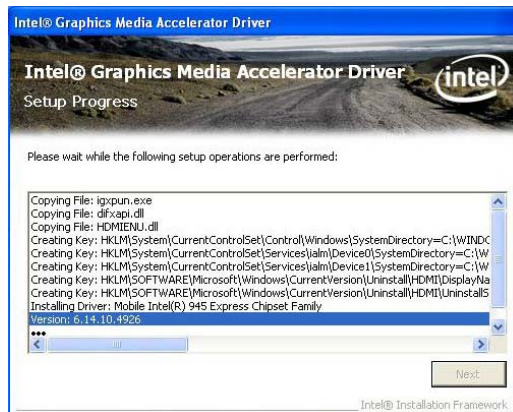 Intel® Graphics Media Accelerator Driver
Intel® Graphics Media Accelerator Driver
intel
Setup Progress
Please wait while the following setup operations are performed:
Copying File: igxpun.exe
Copying File: difxapi.dll
Copying File: HDMIENU.dll
Creating Key: HKLM\System\CurrentControlSet\Control\Windows\SystemDirectory=C:\WINDO
Creating Key: HKLM\System\CurrentControlSet\Services\ialm\Device0\SystemDirectory=C:\W
Creating Key: HKLM\System\CurrentControlSet\Services\ialm\Device1\SystemDirectory=C:\W
Creating Key: HKLM\SOFTWARE\Microsoft\Windows\CurrentVersion\Uninstall\HDMI\DisplayNa
Creating Key: HKLM\SOFTWARE\Microsoft\Windows\CurrentVersion\Uninstall\HDMI\UninstallS
Installing Driver: Mobile Intel(R) 945 Express Chipset Family
Version: 6.14.10.4926
•••
Next
Intel® Installation Framework